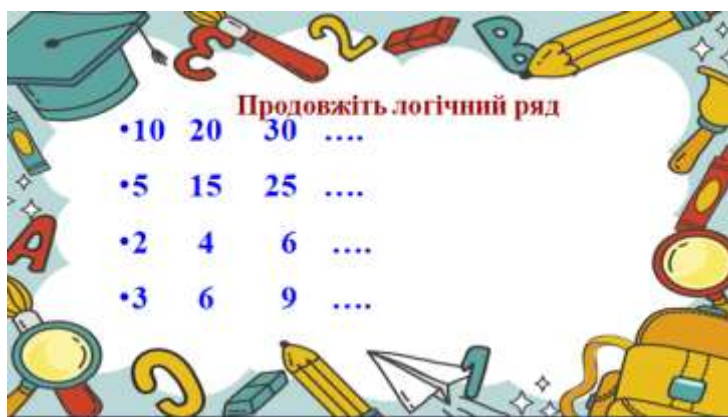 Продовжіть логічний ряд
•10 20 30 ….
•5 15 25 ….
•2 4 6 ….
•3 6 9 ….